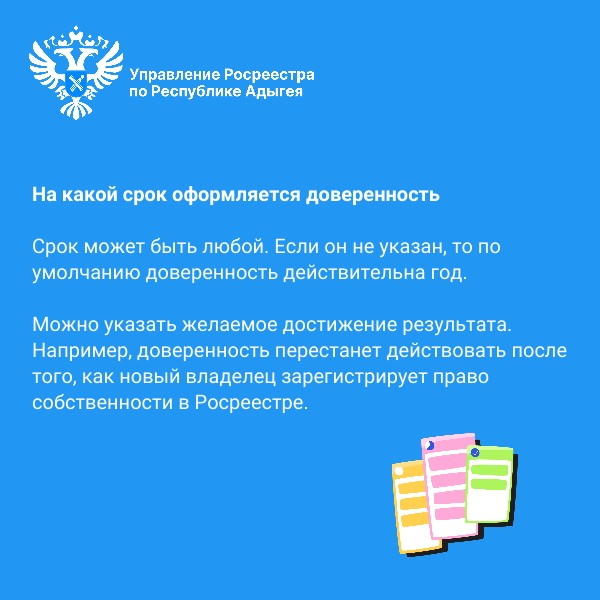 Управление Росреестра
по Республике Адыгея
На какой срок оформляется доверенность
Срок может быть любой. Если он не указан, то по
умолчанию доверенность действительна год.
Можно указать желаемое достижение результата.
Например, доверенность перестанет действовать после
того, как новый владелец зарегистрирует право
собственности в Росреестре.